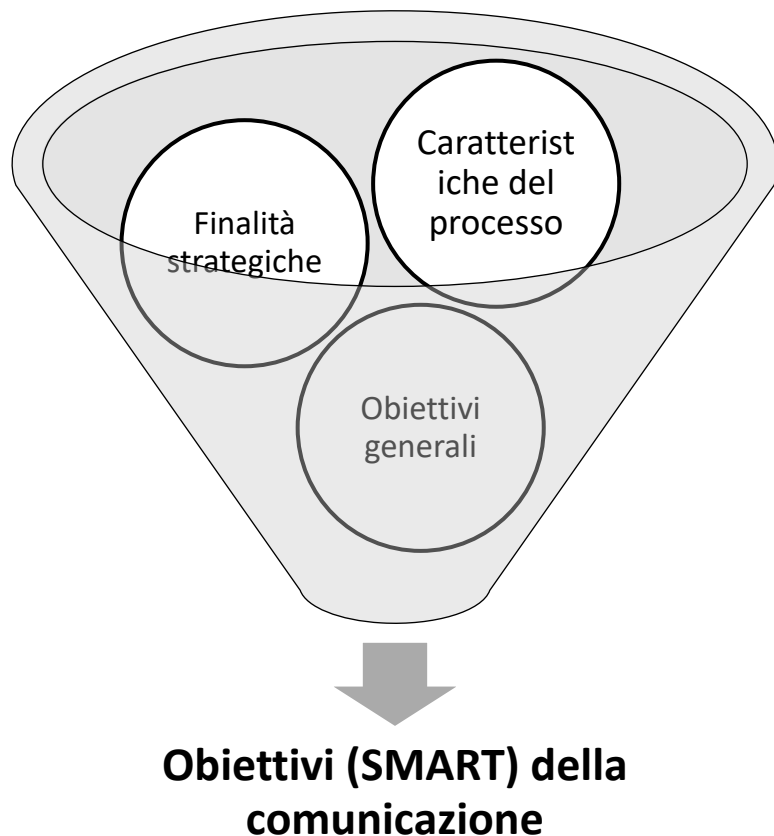 Caratterist
iche del
processo
Finalità
strategiche
Obiettivi
generali
Obiettivi (SMART) della
comunicazione